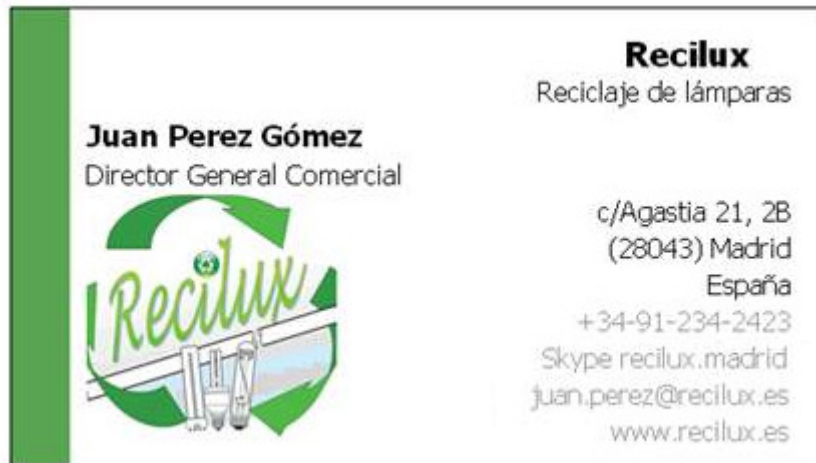 Recilux
Reciclaje de lámparas
Juan Perez Gómez
Director General Comercial
Recilux
c/Agastia 21, 2B
(28043) Madrid
España
+34-91-234-2423
Skype recilux.madrid
juan.perez@recilux.es
www.recilux.es